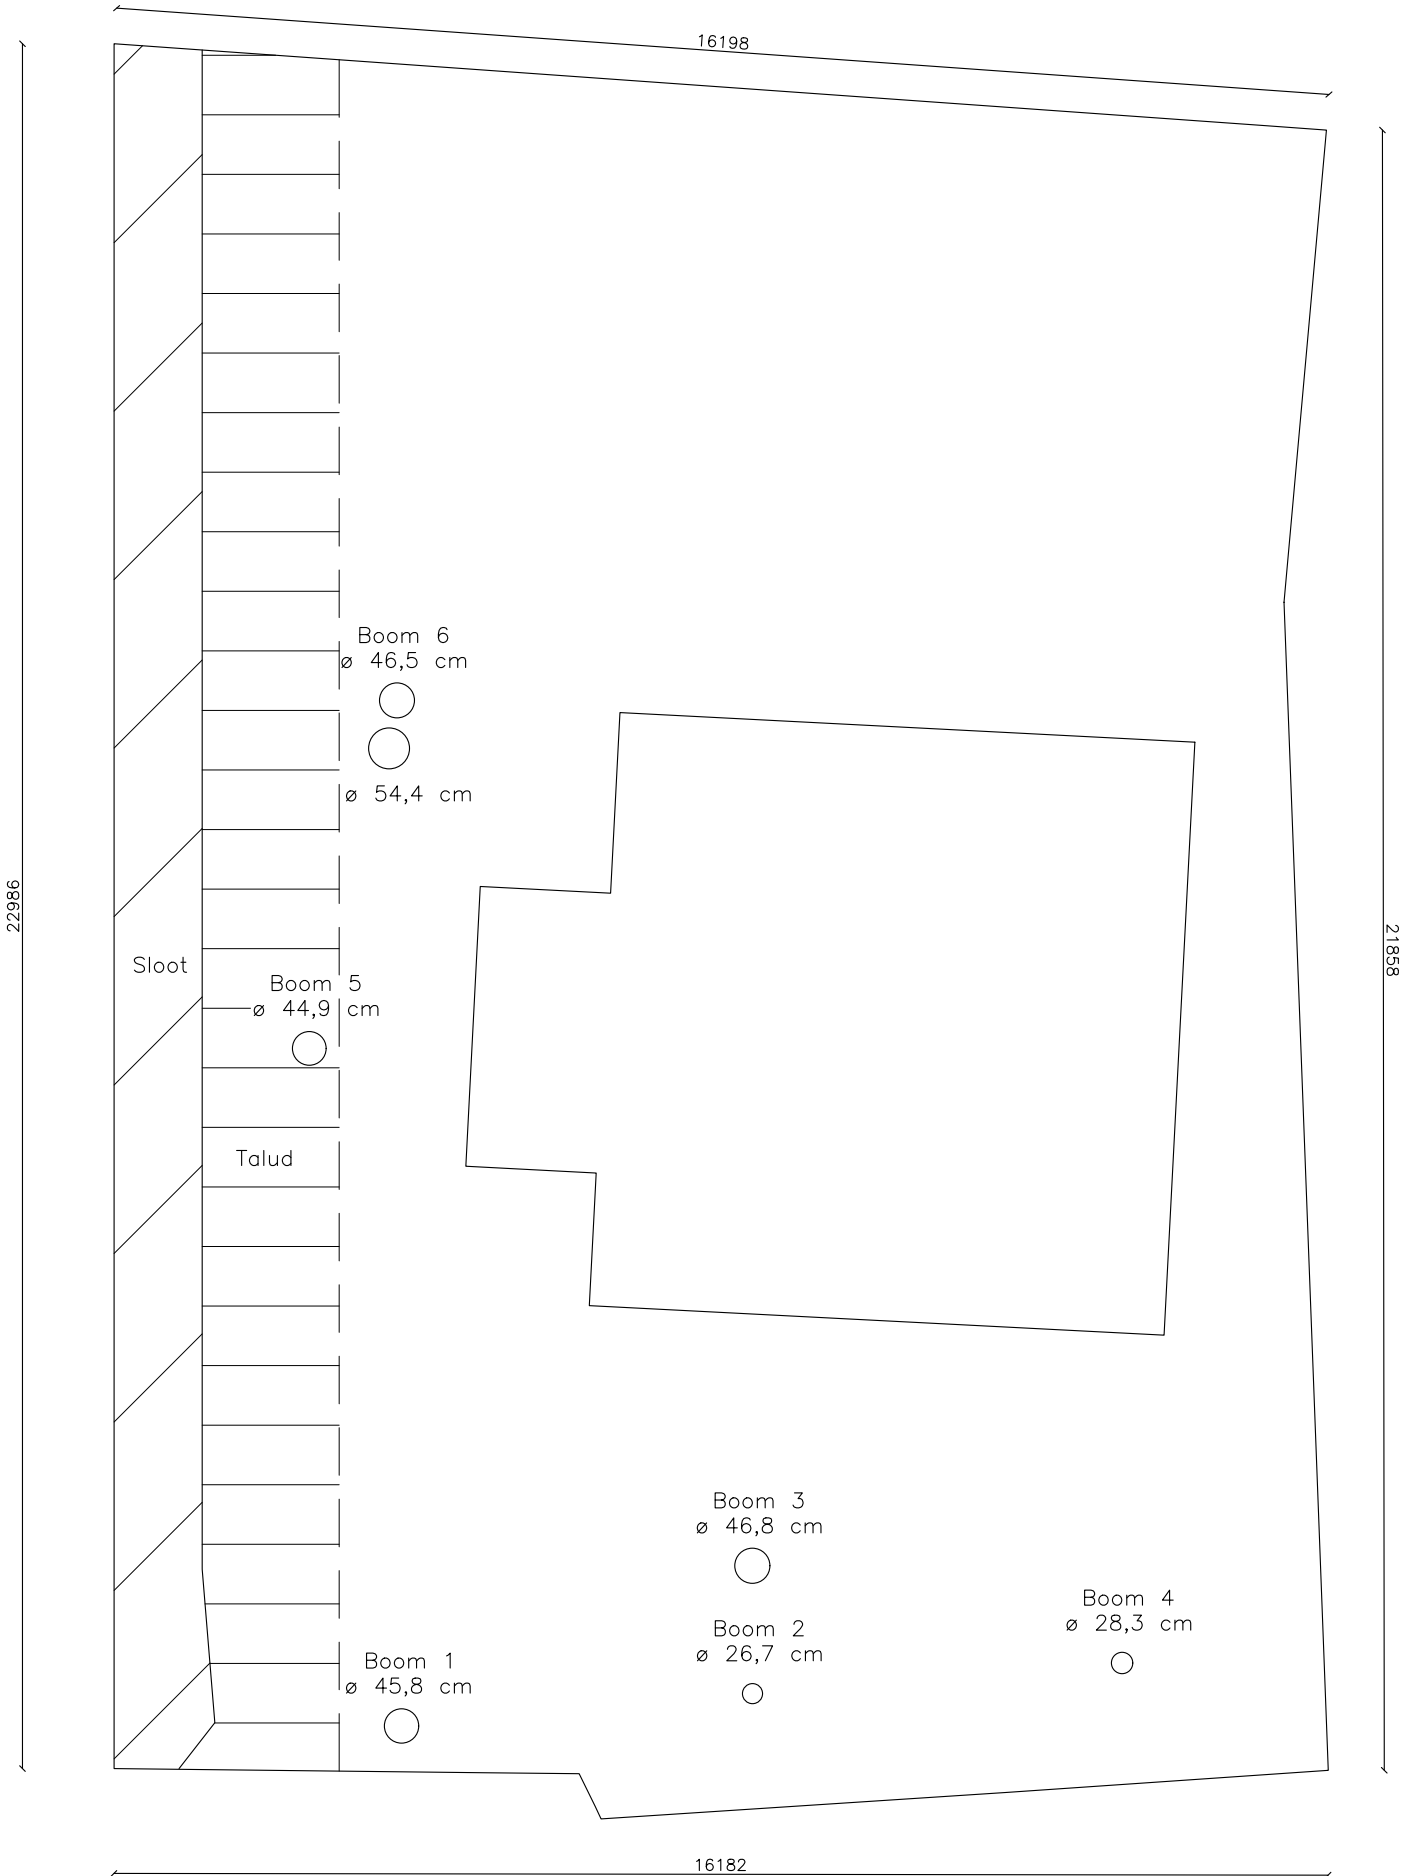 16198
Boom 6
ø 46,5 cm
ø 54,4 cm
22986
Sloot
21858
Boom 5
ø 44,9 cm
Talud
Boom 3
ø 46,8 cm
Boom 4
ø 28,3 cm
Boom 2
ø 26,7 cm
Boom 1
ø 45,8 cm
16182